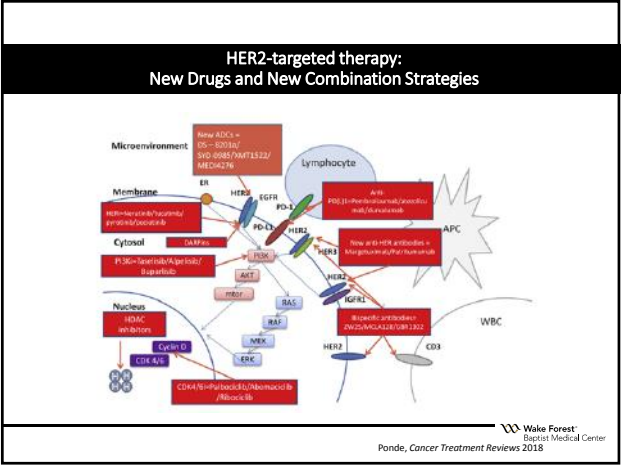 HER2-targeted therapy:
New Drugs and New Combination Strategies
Microenvironment
New ADCs =
DS – 8201a/
SYD 0985/XMT1522/
MEDI4276
Lymphocyte
ER
Membrane
HER2
EGFR
PD-1
Anti-
PD(L)1=Pembrolizumab/atezolizu
mab/durvalumab
HERi=Neratinib/tucatinib/
pyrotinib/poziotinib
PD-L1
HER2
APC
Cytosol
DARPins
HER3
New anti-HER antibodies =
Margetuximab/Patritumumab
PI3Ki=Taselisib/Alpelisib/
Buparlisib
PI3K
AKT
mtor
HER2
IGFR1
RAS
Nucleus
HDAC
inhibitors
RAF
Bispecific antibodies=
ZW25/MCLA128/GBR1302
WBC
Cyclin D
CDK 4/6
MEK
ERK
HER2
CD3
H
H
H
H
CDK4/6i=Palbociclib/Abemaciclib
/Ribociclib
Wake Forest®
Baptist Medical Center
Ponde, Cancer Treatment Reviews 2018